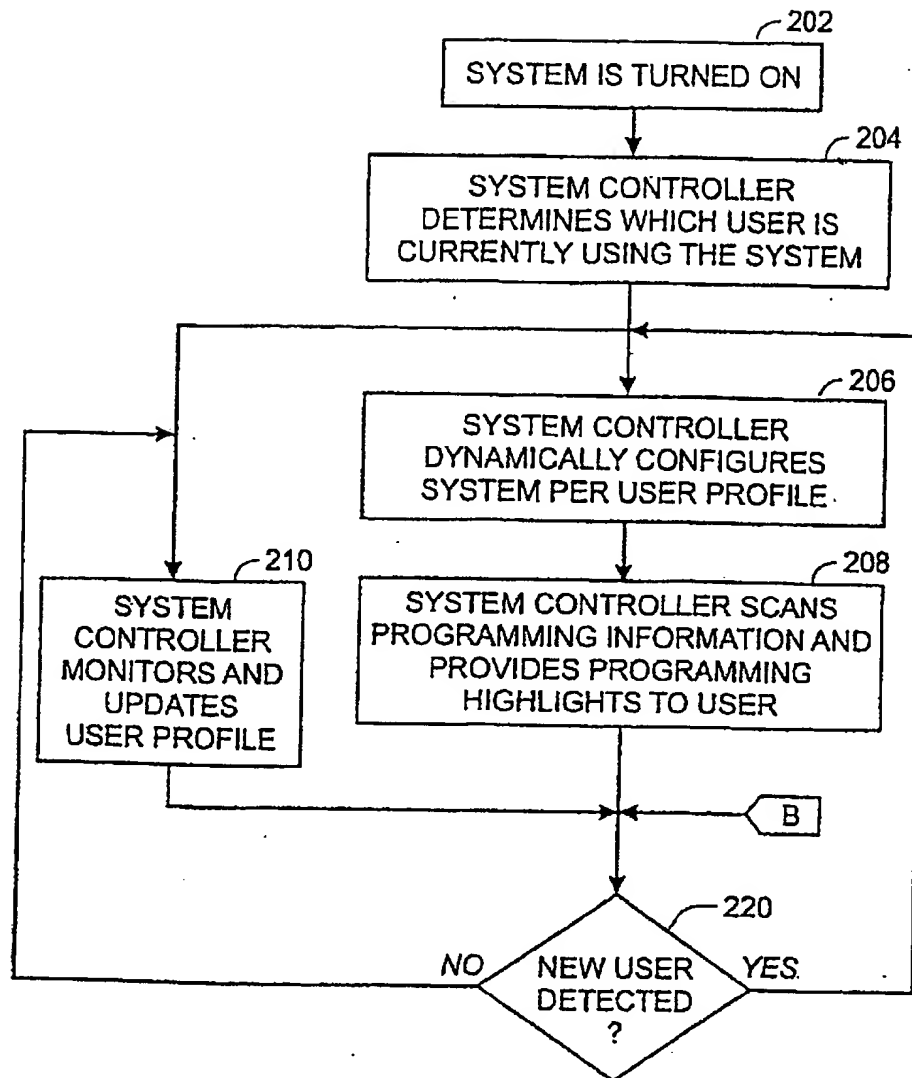 202
SYSTEM IS TURNED ON
204
SYSTEM CONTROLLER
DETERMINES WHICH USER IS
CURRENTLY USING THE SYSTEM
206
SYSTEM CONTROLLER
DYNAMICALLY CONFIGURES
SYSTEM PER USER PROFILE
210
SYSTEM
CONTROLLER
MONITORS AND
UPDATES
USER PROFILE
208
SYSTEM CONTROLLER SCANS
PROGRAMMING INFORMATION AND
PROVIDES PROGRAMMING
HIGHLIGHTS TO USER
B
220
NO
NEW USER
DETECTED
?
YES